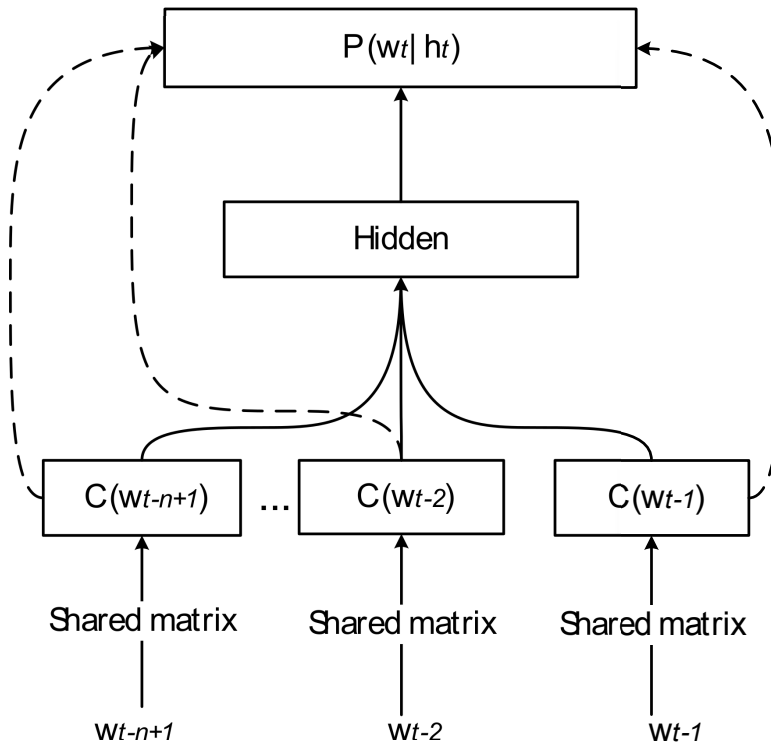 P(wt| ht)
Hidden
C(wt-n+1) ... C(wt-2) C(wt-1)
Shared matrix Shared matrix Shared matrix
wt-n+1 wt-2 wt-1